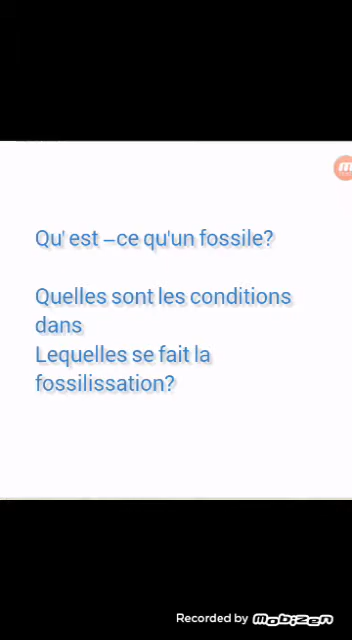 Qu' est –ce qu'un fossile?
Quelles sont les conditions
dans
Lequelles se fait la
fossilissation?
Recorded by Mobizen